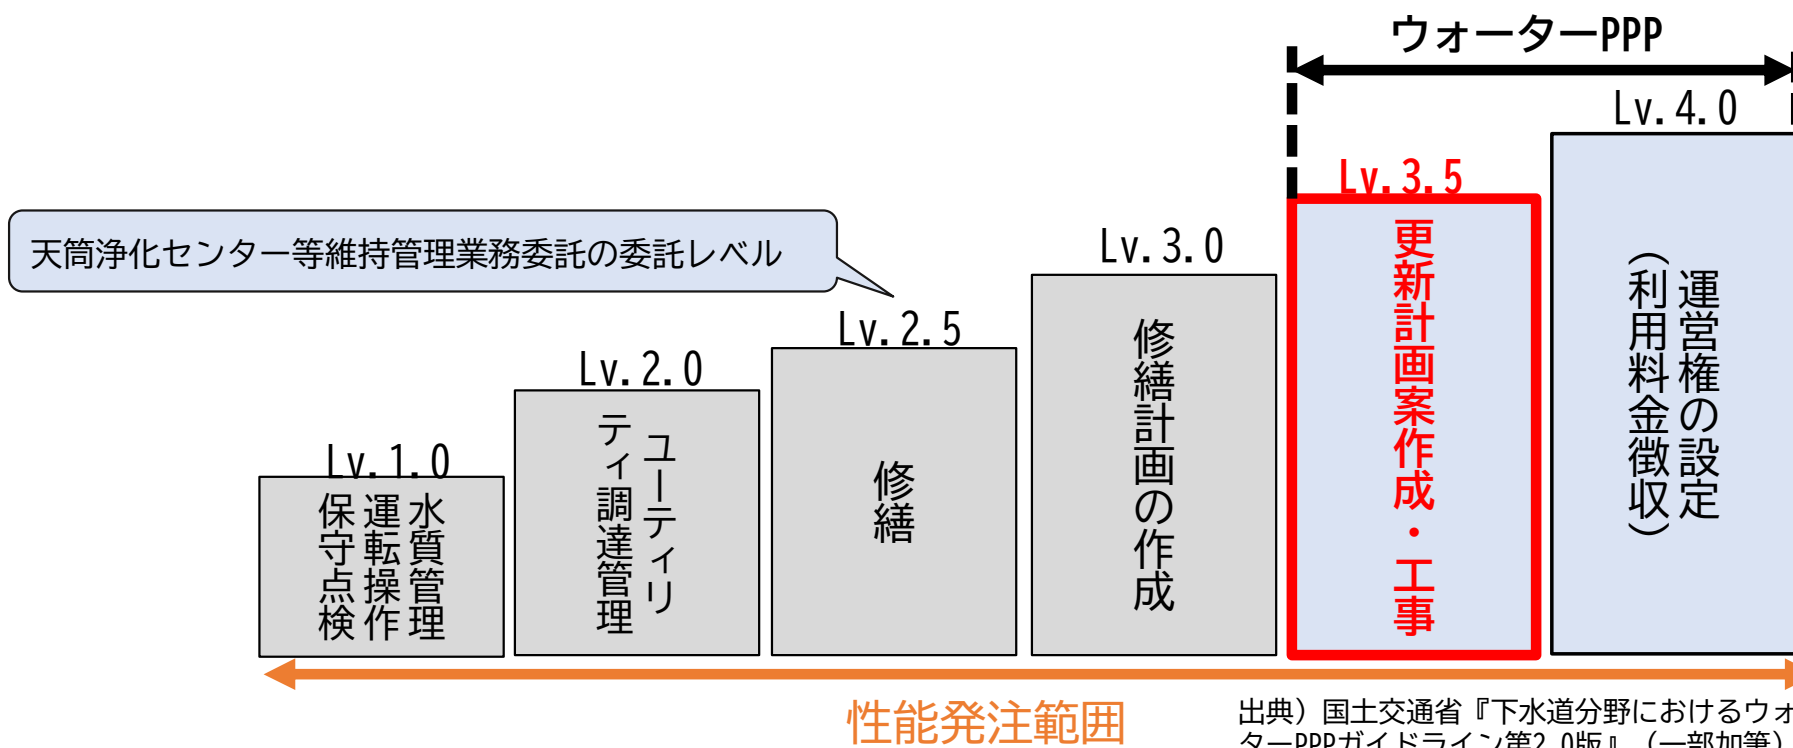 ウォーターPPP
Lv.4.0
Lv.3.5
天筒浄化センター等維持管理業務委託の委託レベル
Lv.3.0
Lv.2.5
Lv.2.0
Lv.1.0
水質管理
運転操作
保守点検
ユーティリ
ティ調達管理
修繕
修繕計画の作成
更新計画案作成・工事
運営権の設定
(利用料金徴収)
性能発注範囲
出典）国土交通省『下水道分野におけるウォ
ターPPPガイドライン第2.0版』（一部加筆）